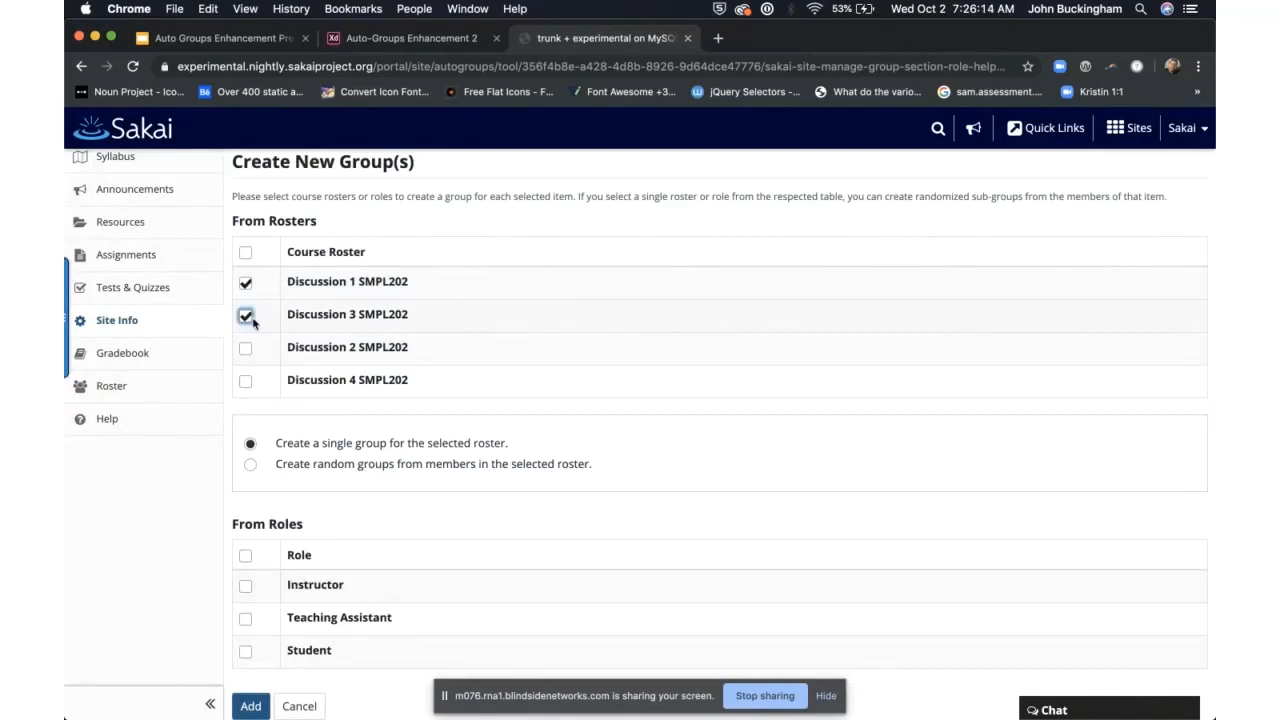 Chrome File Edit View History Bookmarks People Window Help 53% Wed Oct 2 7:26:14 AM John Buckingham
Auto Groups Enhancement Pre
Auto-Groups Enhancement 2
trunk + experimental on MySQ
experimental.nightly.sakaiproject.org/portal/site/autogroups/tool/356f4b8e-a428-4d8b-8926-9d64dce47776/sakai-site-manage-group-section-role-help...
Noun Project - Ico... Over 400 static a... Convert Icon Font... Free Flat Icons - F... Font Awesome +3... jQuery Selectors -... What do the vario... sam.assessment.... Kristin 1:1 »
Sakai Quick Links Sites Sakai
Syllabus
Announcements
Resources
Assignments
Tests & Quizzes
Site Info
Gradebook
Roster
Help
Create New Group(s)
Please select course rosters or roles to create a group for each selected item. If you select a single roster or role from the respected table, you can create randomized sub-groups from the members of that item.
From Rosters
Course Roster
Discussion 1 SMPL202
Discussion 3 SMPL202
Discussion 2 SMPL202
Discussion 4 SMPL202
Create a single group for the selected roster.
Create random groups from members in the selected roster.
From Roles
Role
Instructor
Teaching Assistant
Student
Add Cancel
m076.rna1.blindsidenetworks.com is sharing your screen. Stop sharing Hide
Chat